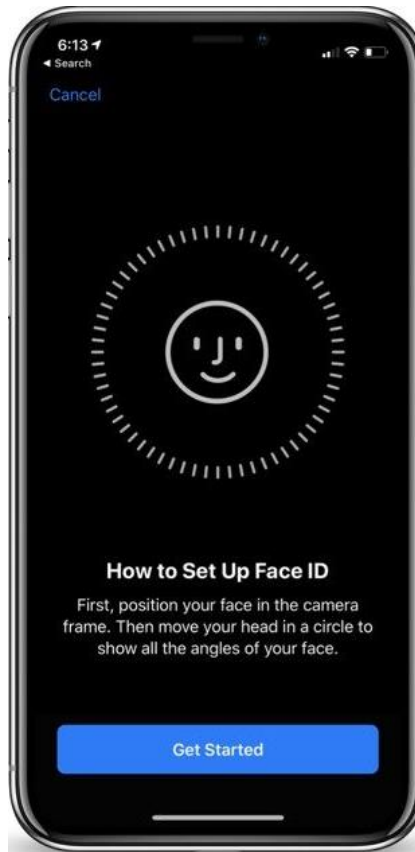 6:13
Search
Cancel
How to Set Up Face ID
First, position your face in the camera
frame. Then move your head in a circle to
show all the angles of your face.
Get Started